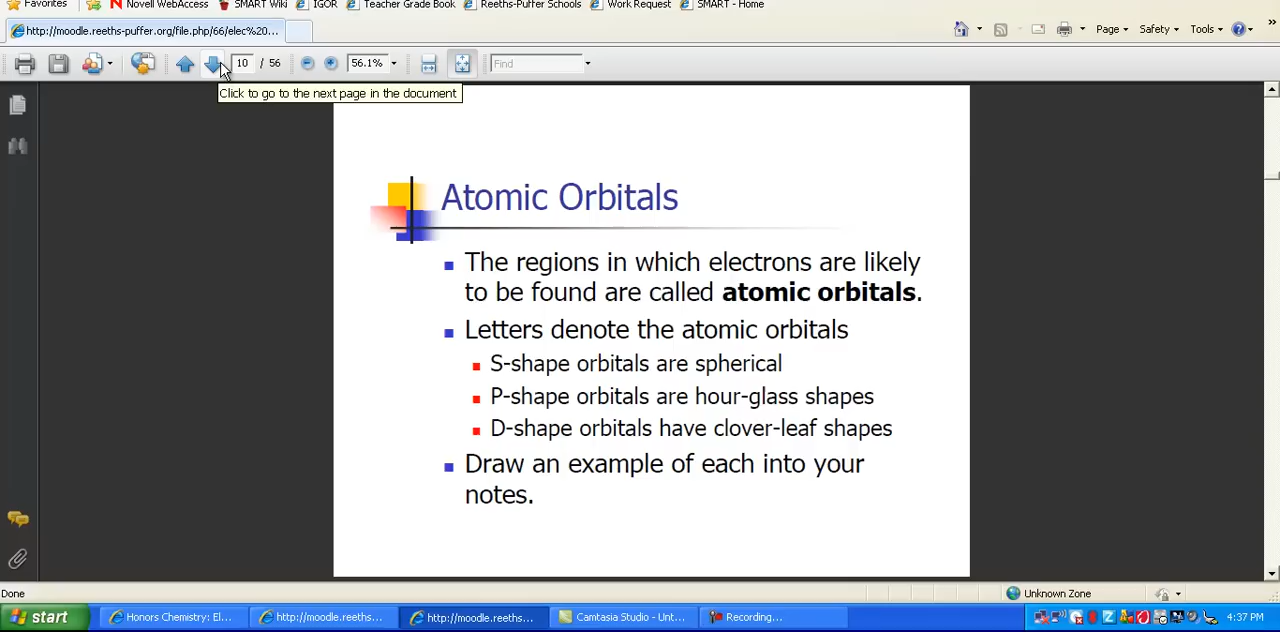 Favorites Novell WebAccess SMART Wiki IGOR Teacher Grade Book Reeths-Puffer Schools Work Request SMART - Home
http://moodle.reeths-puffer.org/file.php/66/elec%20... Page Safety Tools
10 / 56 56.1% Find
Click to go to the next page in the document
Atomic Orbitals
The regions in which electrons are likely
to be found are called atomic orbitals.
Letters denote the atomic orbitals
S-shape orbitals are spherical
P-shape orbitals are hour-glass shapes
D-shape orbitals have clover-leaf shapes
Draw an example of each into your
notes.
Done Unknown Zone
start Honors Chemistry: El... http://moodle.reeths... http://moodle.reeths... Camtasia Studio - Unt... Recording... 4:37 PM